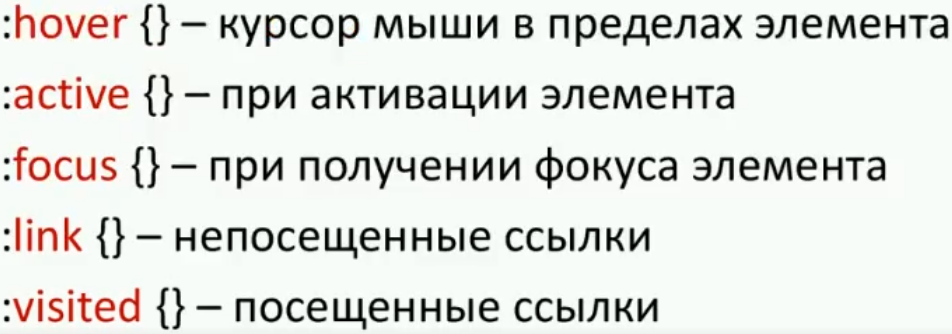 :hover {} – курсор мыши в пределах элемента
:active {} – при активации элемента
:focus {} – при получении фокуса элемента
:link {} – непосещенные ссылки
:visited {} – посещенные ссылки